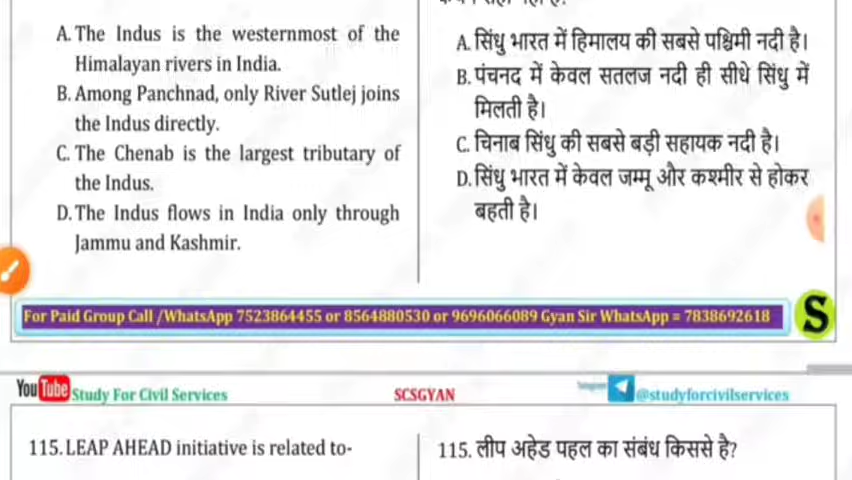 A. The Indus is the westernmost of the
Himalayan rivers in India.
B. Among Panchnad, only River Sutlej joins
the Indus directly.
C. The Chenab is the largest tributary of
the Indus.
D. The Indus flows in India only through
Jammu and Kashmir.
A. सिंधु भारत में हिमालय की सबसे पश्चिमी नदी है।
B. पंचनद में केवल सतलज नदी ही सीधे सिंधु में
मिलती है।
C. चिनाब सिंधु की सबसे बड़ी सहायक नदी है।
D. सिंधु भारत में केवल जम्मू और कश्मीर से होकर
बहती है।
For Paid Group Call /WhatsApp 7523864455 or 8564880530 or 9696066089 Gyan Sir WhatsApp = 7838692618
S
YouTube Study For Civil Services
SCSGYAN
Telegram @studyforcivilservices
115. LEAP AHEAD initiative is related to-
115. लीप अहेड पहल का संबंध किससे है?